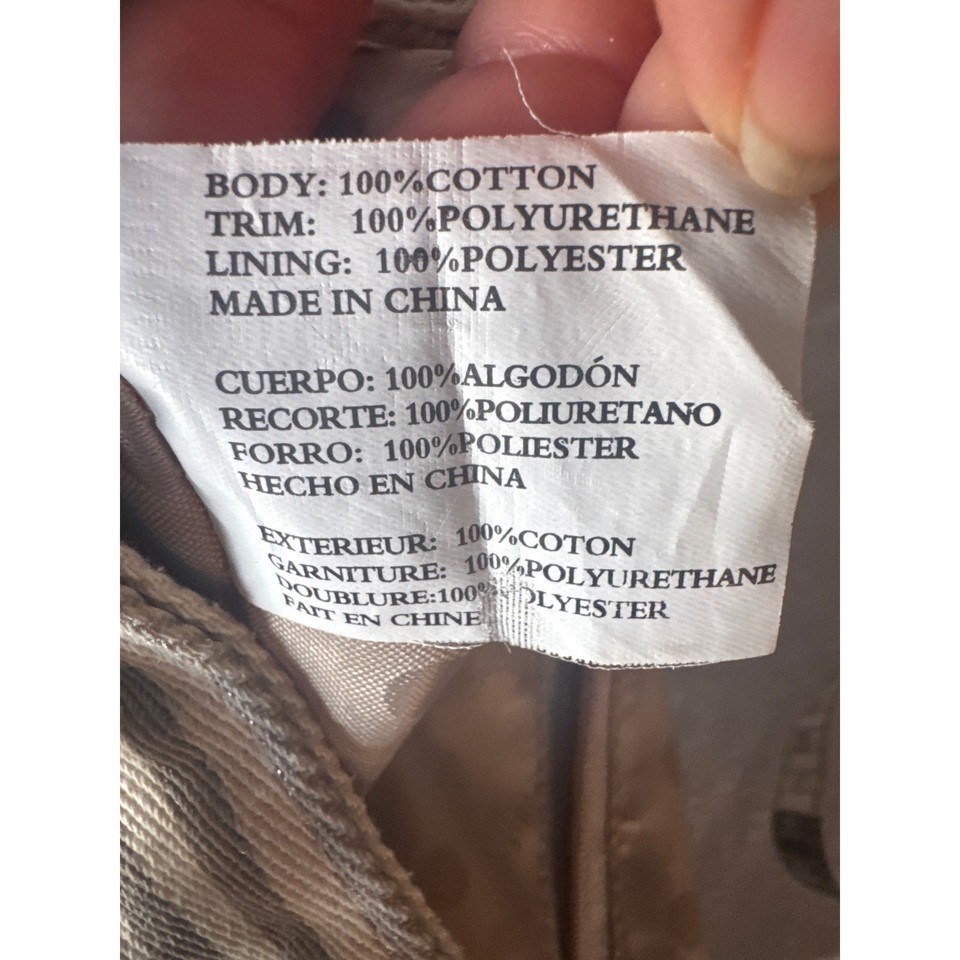 BODY: 100%COTTON
TRIM: 100%POLYURETHANE
LINING: 100%POLYESTER
MADE IN CHINA
CUERPO: 100%ALGODÓN
RECORTE: 100%POLIURETANO
FORRO: 100%POLIESTER
HECHO EN CHINA
EXTERIEUR: 100%COTON
GARNITURE: 100%POLYURETHANE
DOUBLURE:100%POLYESTER
FAIT EN CHINE